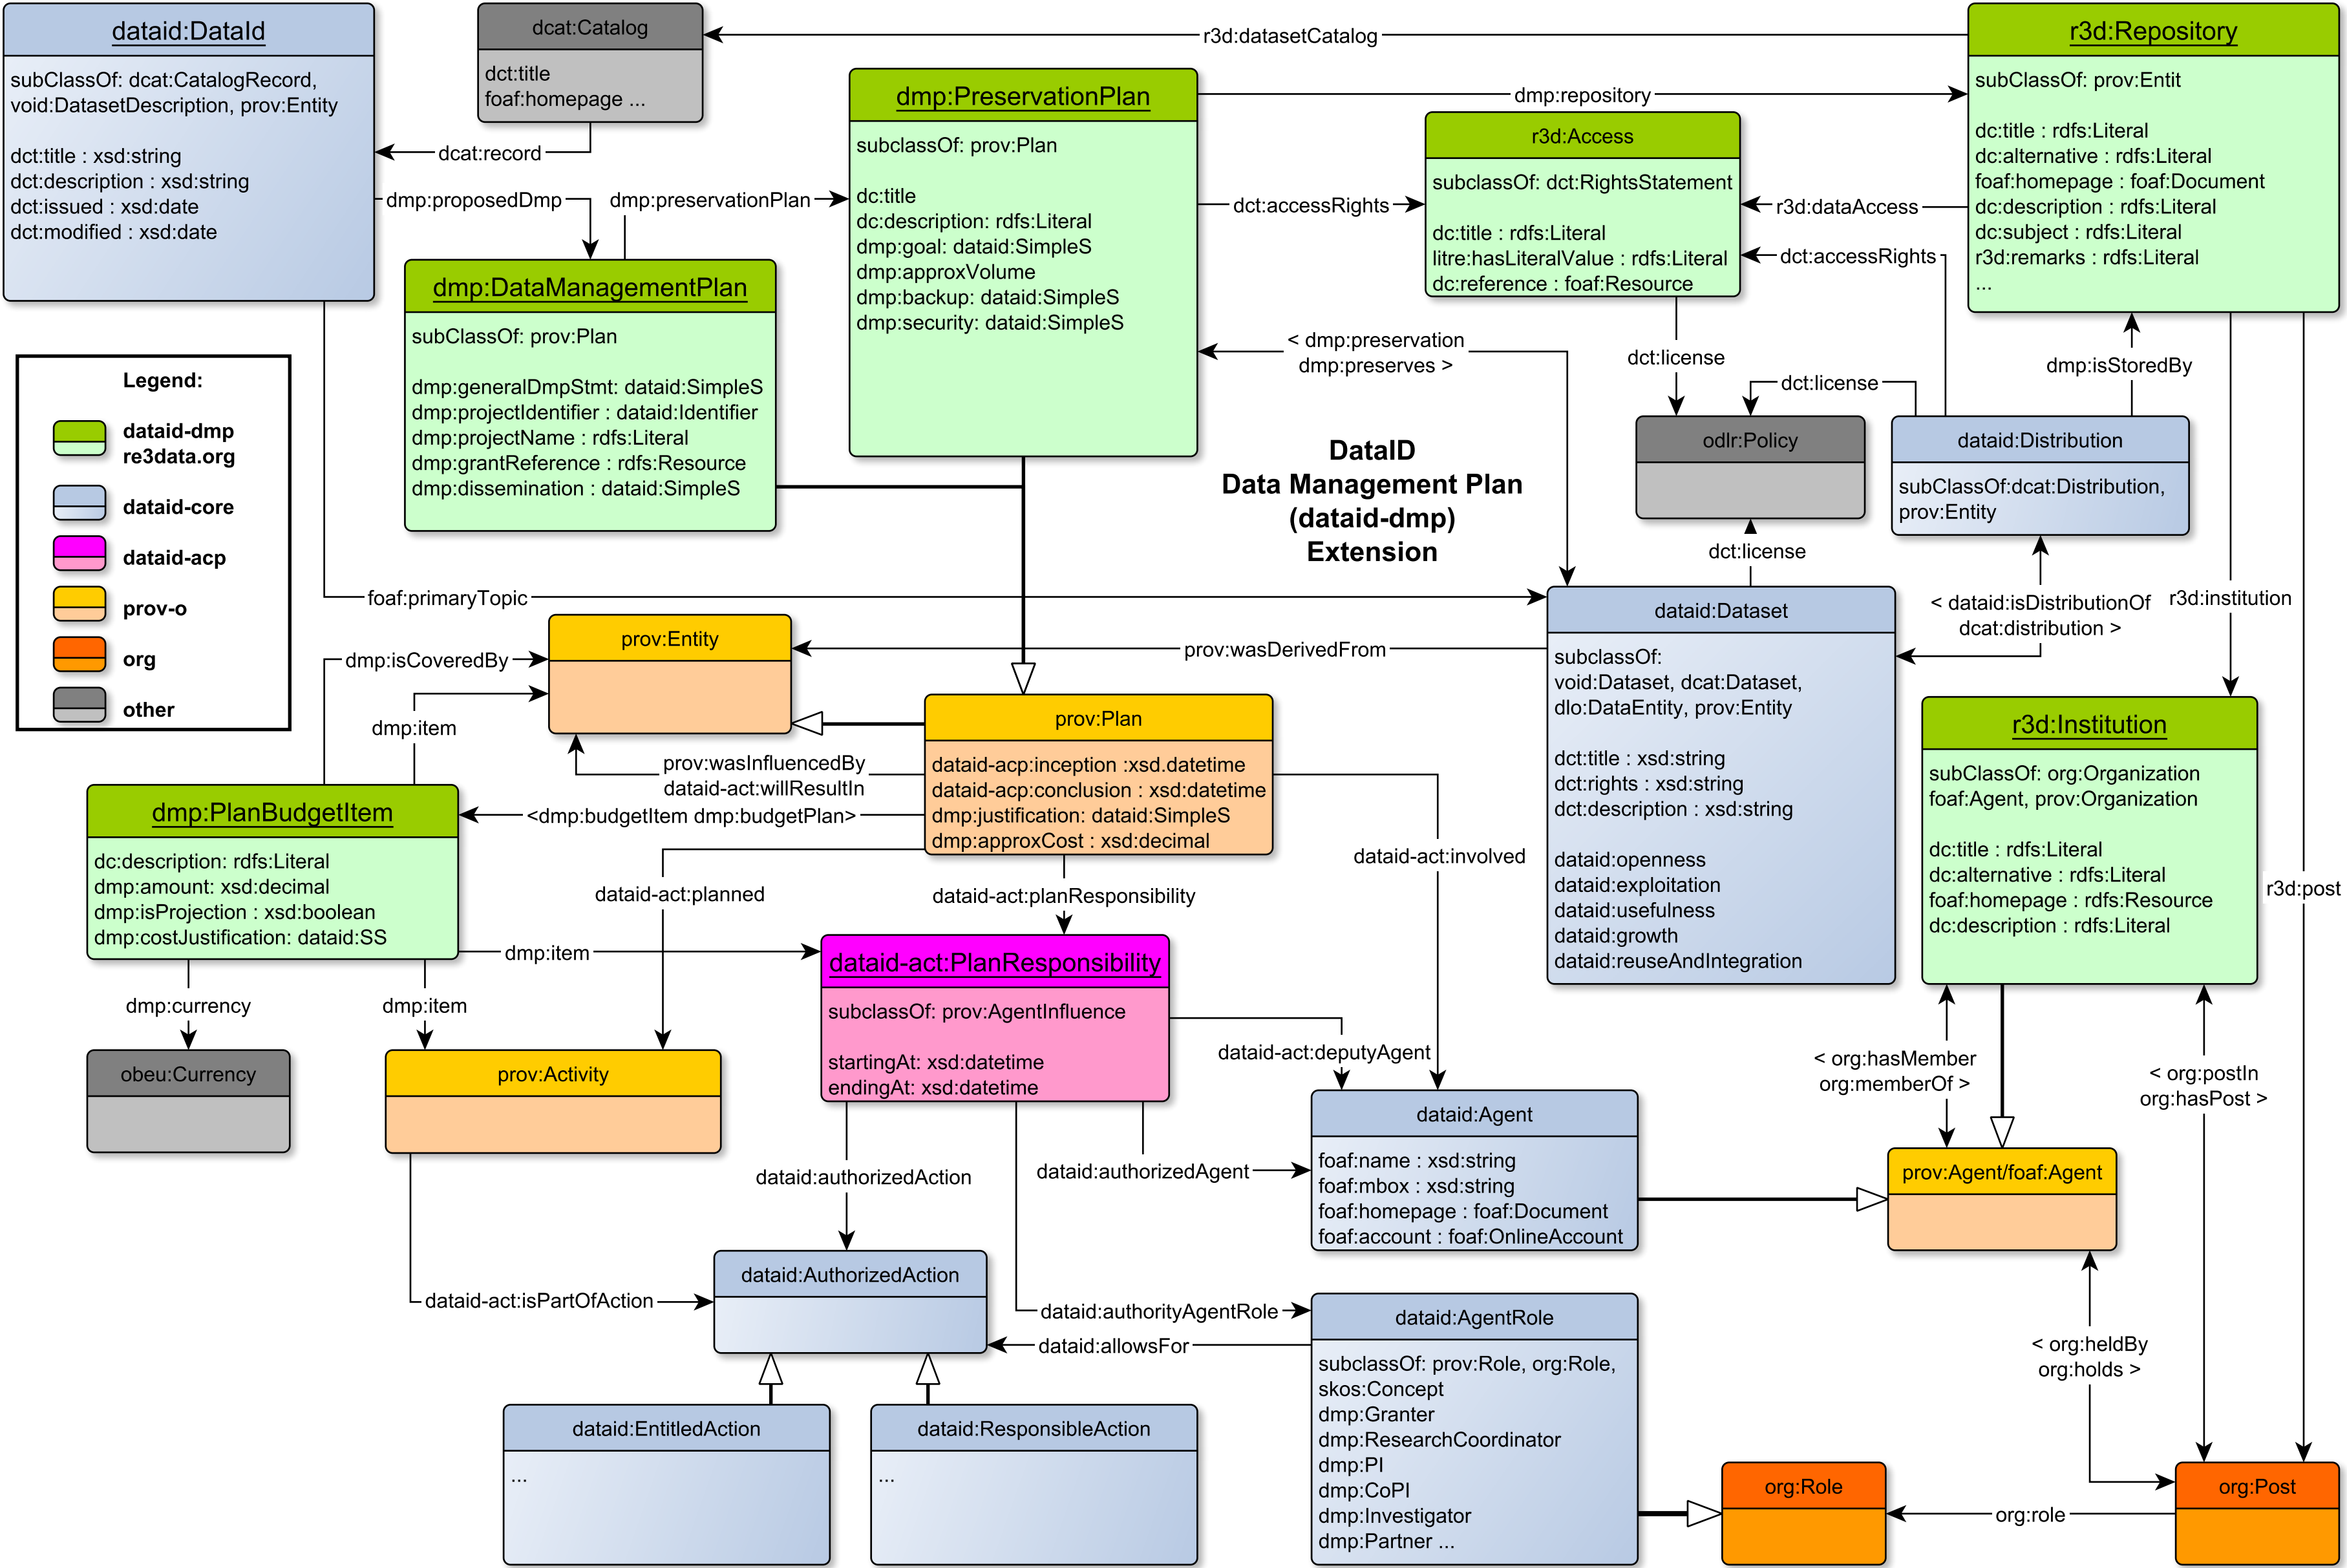 dataid:DataId
subClassOf: dcat:CatalogRecord,
void:DatasetDescription, prov:Entity
dct:title : xsd:string
dct:description : xsd:string
dct:issued : xsd:date
dct:modified : xsd:date
dcat:Catalog
dct:title
foaf:homepage ...
r3d:datasetCatalog
dcat:record
dmp:proposedDmp
dmp:preservationPlan
dmp:PreservationPlan
subclassOf: prov:Plan
dc:title
dc:description: rdfs:Literal
dmp:goal: dataid:SimpleS
dmp:approxVolume
dmp:backup: dataid:SimpleS
dmp:security: dataid:SimpleS
dmp:repository
r3d:Repository
subClassOf: prov:Entit
dc:title : rdfs:Literal
dc:alternative : rdfs:Literal
foaf:homepage : foaf:Document
dc:description : rdfs:Literal
dc:subject : rdfs:Literal
r3d:remarks : rdfs:Literal
...
r3d:Access
subclassOf: dct:RightsStatement
dc:title : rdfs:Literal
litre:hasLiteralValue : rdfs:Literal
dc:reference : foaf:Resource
dct:accessRights
r3d:dataAccess
dct:accessRights
dmp:DataManagementPlan
subClassOf: prov:Plan
dmp:generalDmpStmt: dataid:SimpleS
dmp:projectIdentifier : dataid:Identifier
dmp:projectName : rdfs:Literal
dmp:grantReference : rdfs:Resource
dmp:dissemination : dataid:SimpleS
< dmp:preservation
dmp:preserves >
dct:license
dct:license
dmp:isStoredBy
Legend:
dataid-dmp
re3data.org
dataid-core
dataid-acp
prov-o
org
other
DataID
Data Management Plan
(dataid-dmp)
Extension
odlr:Policy
dataid:Distribution
subClassOf:dcat:Distribution,
prov:Entity
dct:license
foaf:primaryTopic
< dataid:isDistributionOf
dcat:distribution >
r3d:institution
prov:Entity
dmp:isCoveredBy
dmp:item
prov:wasDerivedFrom
dataid:Dataset
subclassOf:
void:Dataset, dcat:Dataset,
dlo:DataEntity, prov:Entity
dct:title : xsd:string
dct:rights : xsd:string
dct:description : xsd:string
dataid:openness
dataid:exploitation
dataid:usefulness
dataid:growth
dataid:reuseAndIntegration
prov:Plan
dataid-acp:inception :xsd.datetime
dataid-acp:conclusion : xsd:datetime
dmp:justification: dataid:SimpleS
dmp:approxCost : xsd:decimal
prov:wasInfluencedBy
dataid-act:willResultIn
<dmp:budgetItem dmp:budgetPlan>
r3d:Institution
subClassOf: org:Organization
foaf:Agent, prov:Organization
dc:title : rdfs:Literal
dc:alternative : rdfs:Literal
foaf:homepage : rdfs:Resource
dc:description : rdfs:Literal
r3d:post
dmp:PlanBudgetItem
dc:description: rdfs:Literal
dmp:amount: xsd:decimal
dmp:isProjection : xsd:boolean
dmp:costJustification: dataid:SS
dataid-act:planned
dataid-act:planResponsibility
dataid-act:involved
dmp:item
dmp:currency
dmp:item
dataid-act:PlanResponsibility
subclassOf: prov:AgentInfluence
startingAt: xsd:datetime
endingAt: xsd:datetime
dataid-act:deputyAgent
< org:hasMember
org:memberOf >
< org:postIn
org:hasPost >
obeu:Currency
prov:Activity
dataid:Agent
foaf:name : xsd:string
foaf:mbox : xsd:string
foaf:homepage : foaf:Document
foaf:account : foaf:OnlineAccount
prov:Agent/foaf:Agent
dataid:authorizedAction
dataid:authorizedAgent
dataid:AuthorizedAction
dataid-act:isPartOfAction
dataid:authorityAgentRole
dataid:allowsFor
dataid:AgentRole
subclassOf: prov:Role, org:Role,
skos:Concept
dmp:Granter
dmp:ResearchCoordinator
dmp:PI
dmp:CoPI
dmp:Investigator
dmp:Partner ...
< org:heldBy
org:holds >
dataid:EntitledAction
...
dataid:ResponsibleAction
...
org:Role
org:role
org:Post